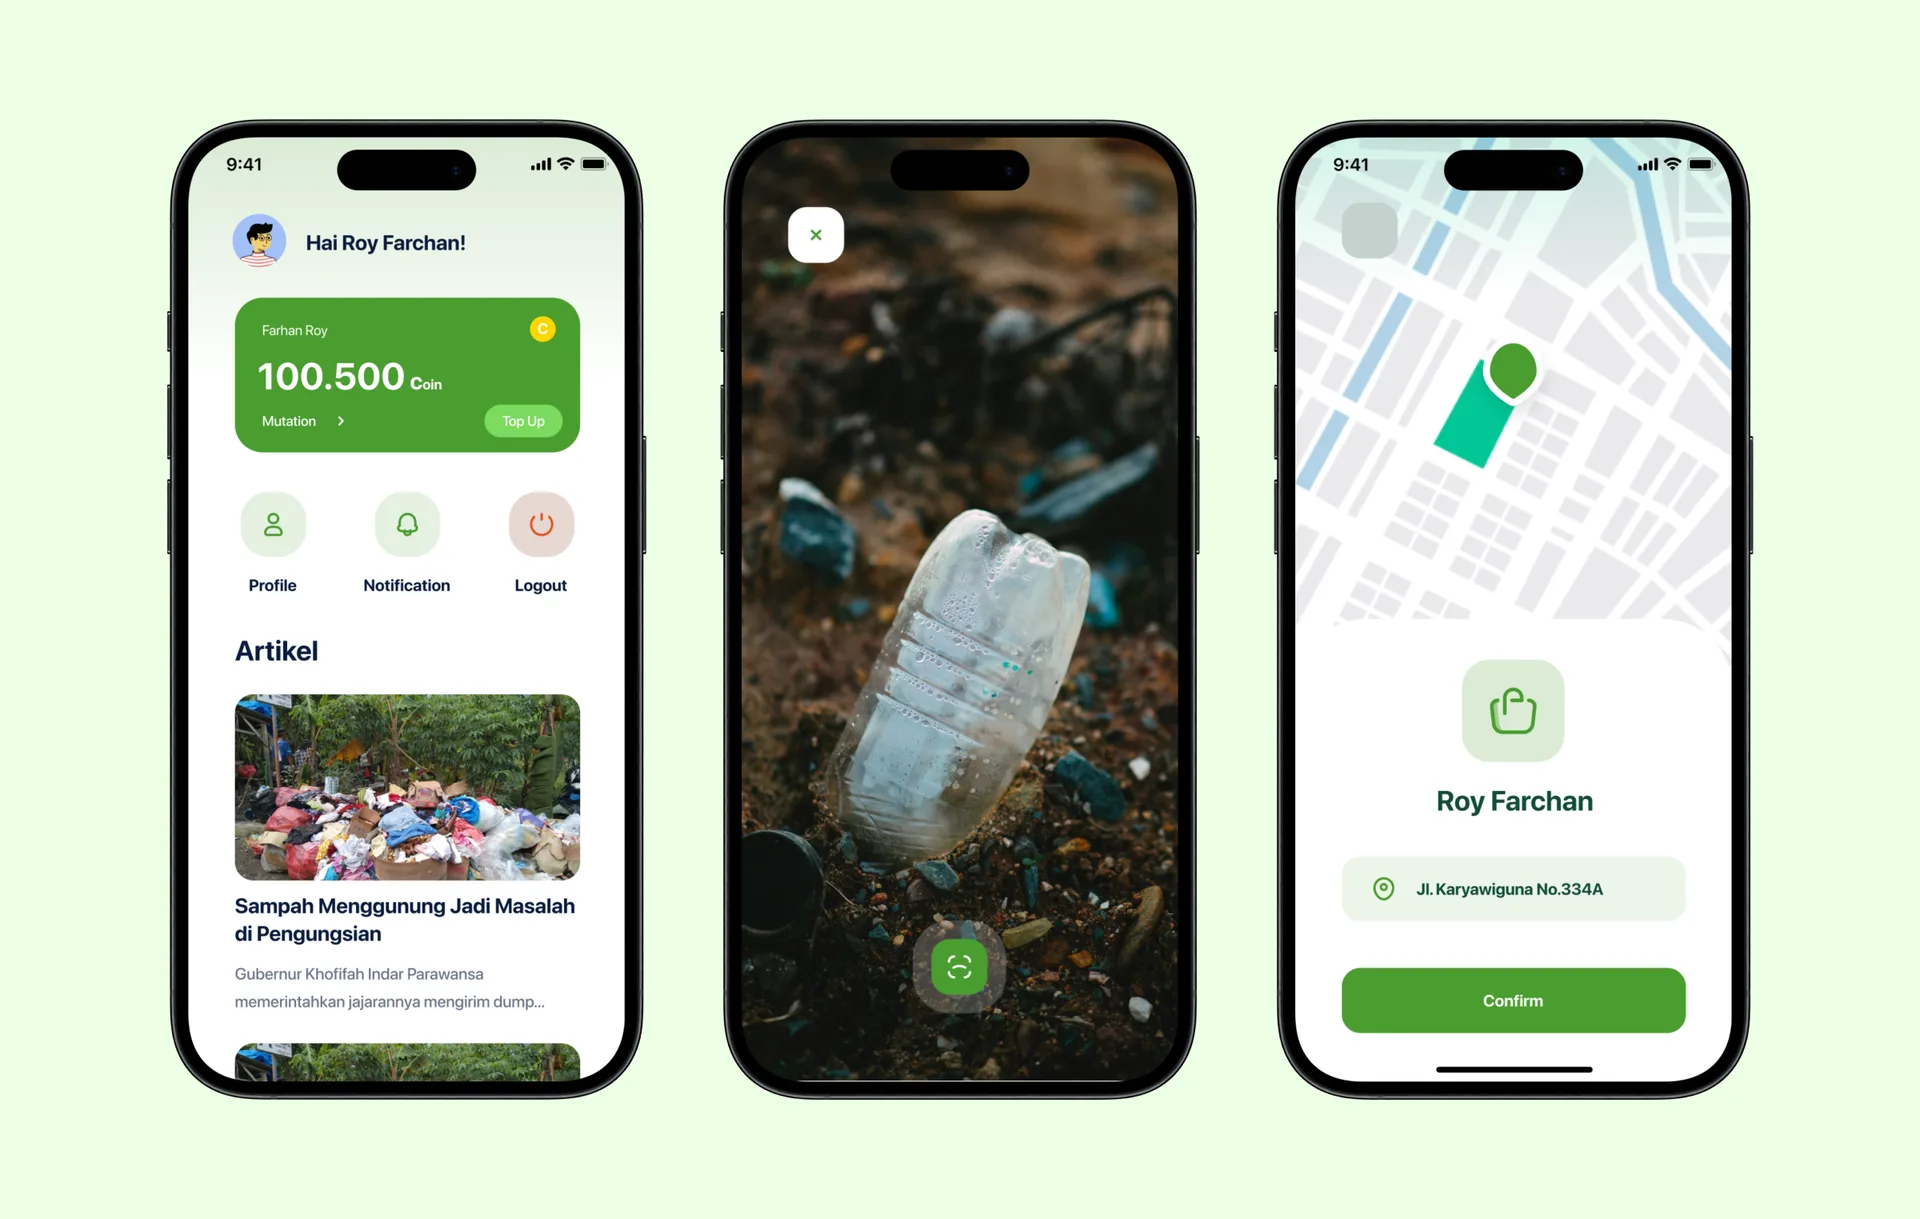 9:41
Hai Roy Farchan!
Farhan Roy
C
100.500 Coin
Mutation
Top Up
Profile
Notification
Logout
Artikel
Sampah Menggunung Jadi Masalah
di Pengungsian
Gubernur Khofifah Indar Parawansa
memerintahkan jajarannya mengirim dump...
9:41
Roy Farchan
Jl. Karyawiguna No.334A
Confirm